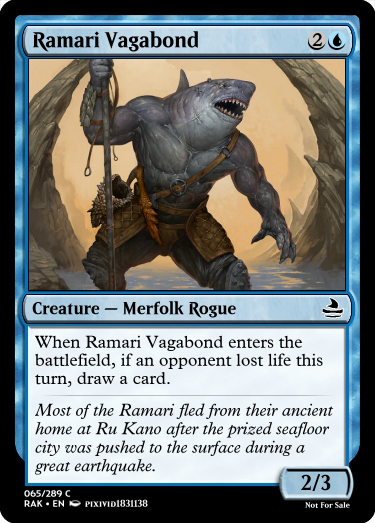 Ramari Vagabond 2
Creature — Merfolk Rogue
When Ramari Vagabond enters the
battlefield, if an opponent lost life this
turn, draw a card.
Most of the Ramari fled from their ancient
home at Ru Kano after the prized seafloor
city was pushed to the surface during a
great earthquake.
2/3
065/289 C
RAK • EN PIXIVID1831138
Not For Sale